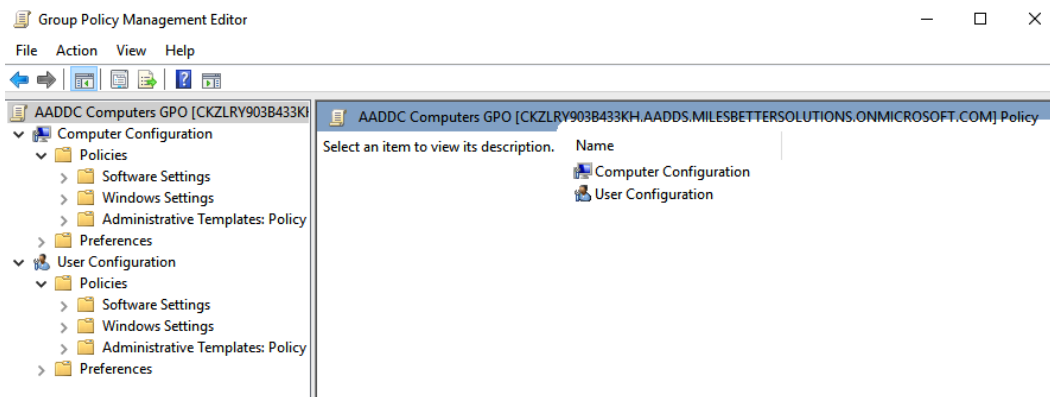 Group Policy Management Editor
File Action View Help
AADDC Computers GPO [CKZLRY903B433KH
Computer Configuration
Policies
Software Settings
Windows Settings
Administrative Templates: Policy
Preferences
User Configuration
Policies
Software Settings
Windows Settings
Administrative Templates: Policy
Preferences
AADDC Computers GPO [CKZLRY903B433KH.AADDS.MILESBETTERSOLUTIONS.ONMICROSOFT.COM] Policy
Select an item to view its description.
Name
Computer Configuration
User Configuration